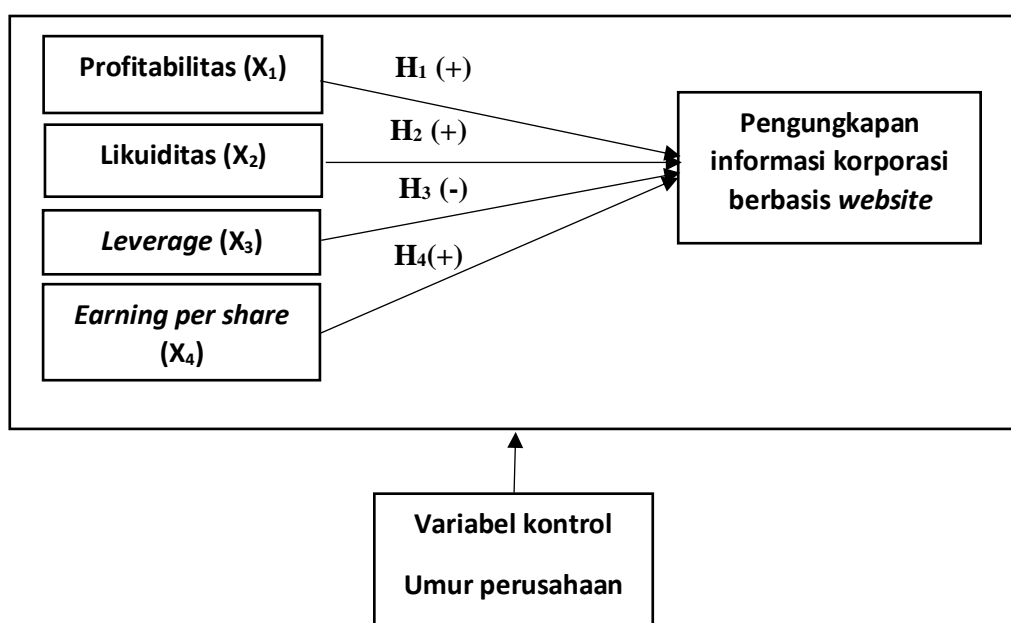 Profitabilitas (X₁)
H₁ (+)
Likuiditas (X₂)
H₂ (+)
Leverage (X₃)
H₃ (-)
Earning per share
(X₄)
H₄(+)
Pengungkapan
informasi korporasi
berbasis website
Variabel kontrol
Umur perusahaan